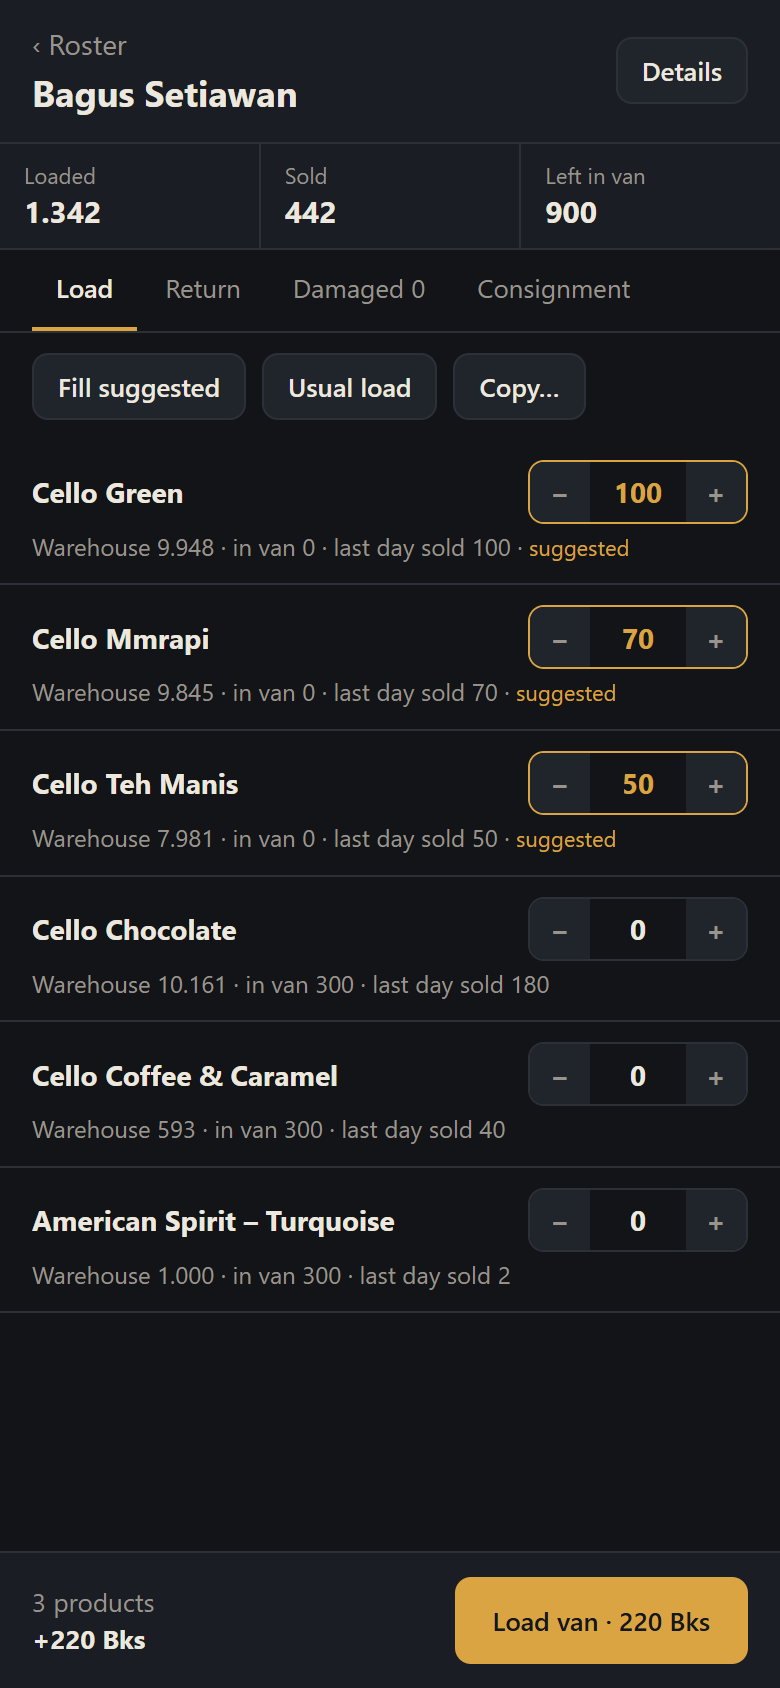 ‹ Roster
Bagus Setiawan
Details
Loaded
1.342
Sold
442
Left in van
900
Load
Return
Damaged 0
Consignment
Fill suggested
Usual load
Copy...
Cello Green
– 100 +
Warehouse 9.948 · in van 0 · last day sold 100 · suggested
Cello Mmrapi
– 70 +
Warehouse 9.845 · in van 0 · last day sold 70 · suggested
Cello Teh Manis
– 50 +
Warehouse 7.981 · in van 0 · last day sold 50 · suggested
Cello Chocolate
– 0 +
Warehouse 10.161 · in van 300 · last day sold 180
Cello Coffee & Caramel
– 0 +
Warehouse 593 · in van 300 · last day sold 40
American Spirit – Turquoise
– 0 +
Warehouse 1.000 · in van 300 · last day sold 2
3 products
+220 Bks
Load van · 220 Bks